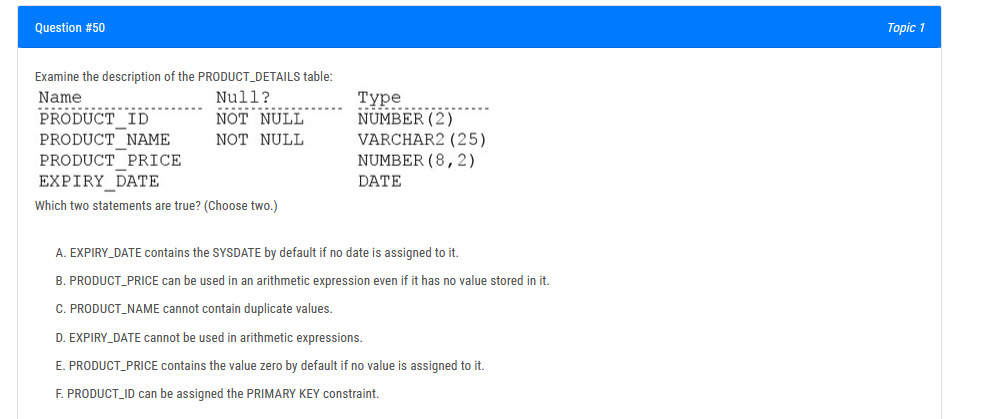 Question #50 Topic 1
Examine the description of the PRODUCT_DETAILS table:
Name Null? Type
PRODUCT_ID NOT NULL NUMBER(2)
PRODUCT_NAME NOT NULL VARCHAR2(25)
PRODUCT_PRICE NUMBER(8,2)
EXPIRY_DATE DATE
Which two statements are true? (Choose two.)
A. EXPIRY_DATE contains the SYSDATE by default if no date is assigned to it.
B. PRODUCT_PRICE can be used in an arithmetic expression even if it has no value stored in it.
C. PRODUCT_NAME cannot contain duplicate values.
D. EXPIRY_DATE cannot be used in arithmetic expressions.
E. PRODUCT_PRICE contains the value zero by default if no value is assigned to it.
F. PRODUCT_ID can be assigned the PRIMARY KEY constraint.